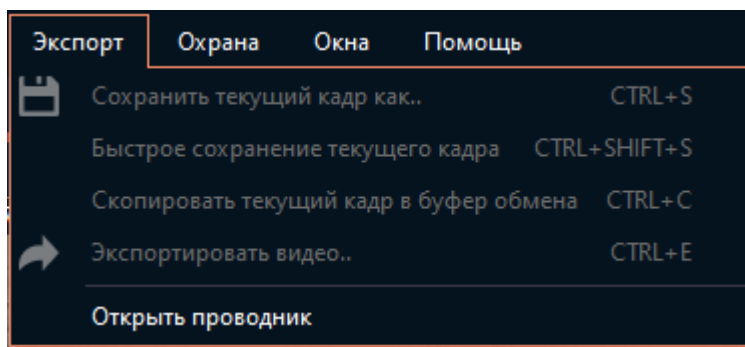 Экспорт Охрана Окна Помощь
Сохранить текущий кадр как.. CTRL+S
Быстрое сохранение текущего кадра CTRL+SHIFT+S
Скопировать текущий кадр в буфер обмена CTRL+C
Экспортировать видео.. CTRL+E
Открыть проводник